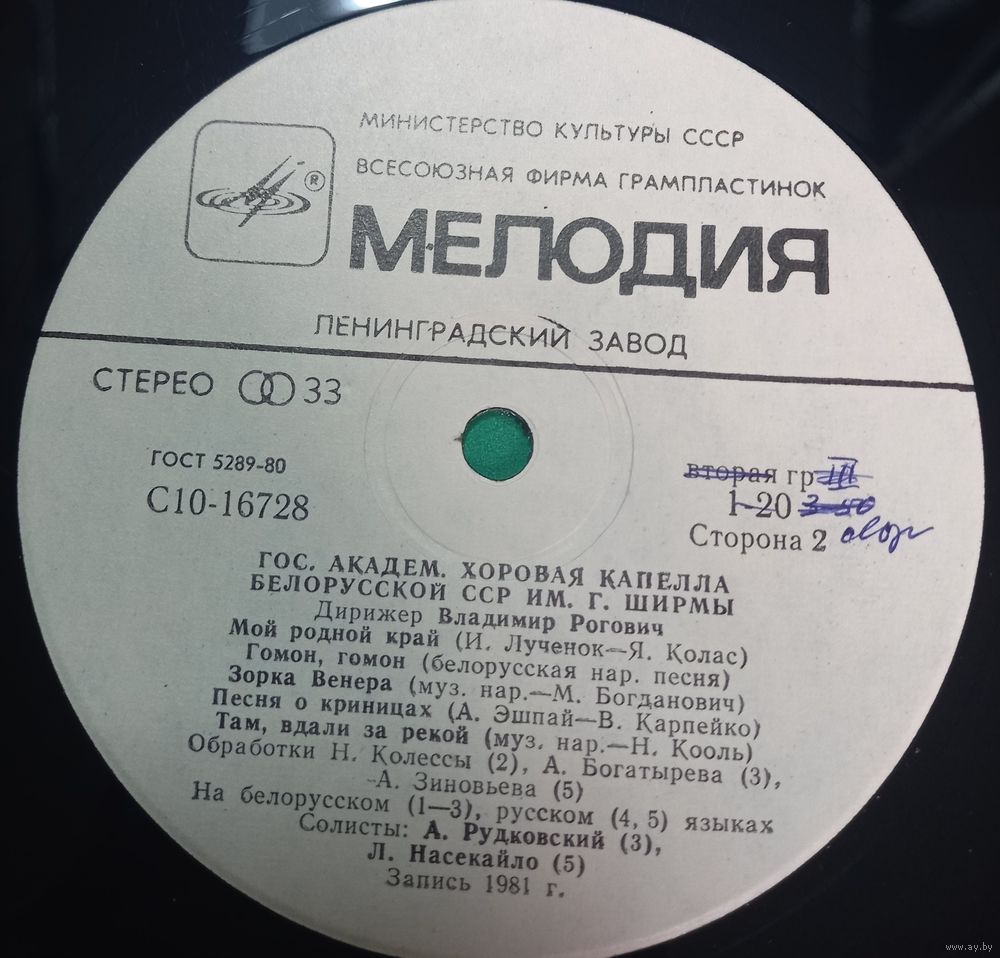 МИНИСТЕРСТВО КУЛЬТУРЫ СССР
ВСЕСОЮЗНАЯ ФИРМА ГРАМПЛАСТИНОК
®
МЕЛОДИЯ
ЛЕНИНГРАДСКИЙ ЗАВОД
СТЕРЕО 33
ГОСТ 5289-80
С10-16728
вторая гр III
1-20
Сторона 2
ГОС. АКАДЕМ. ХОРОВАЯ КАПЕЛЛА
БЕЛОРУССКОЙ ССР ИМ. Г. ШИРМЫ
Дирижер Владимир Рогович
Мой родной край (И. Лученок—Я. Колас)
Гомон, гомон (белорусская нар. песня)
Зорка Венера (муз. нар.—М. Богданович)
Песня о криницах (А. Эшпай—В. Карпейко)
Там, вдали за рекой (муз. нар.—Н. Кооль)
Обработки Н. Колессы (2), А. Богатырева (3),
А. Зиновьева (5)
На белорусском (1—3), русском (4, 5) языках
Солисты: А. Рудковский (3),
Л. Насекайло (5)
Запись 1981 г.
www.ay.by